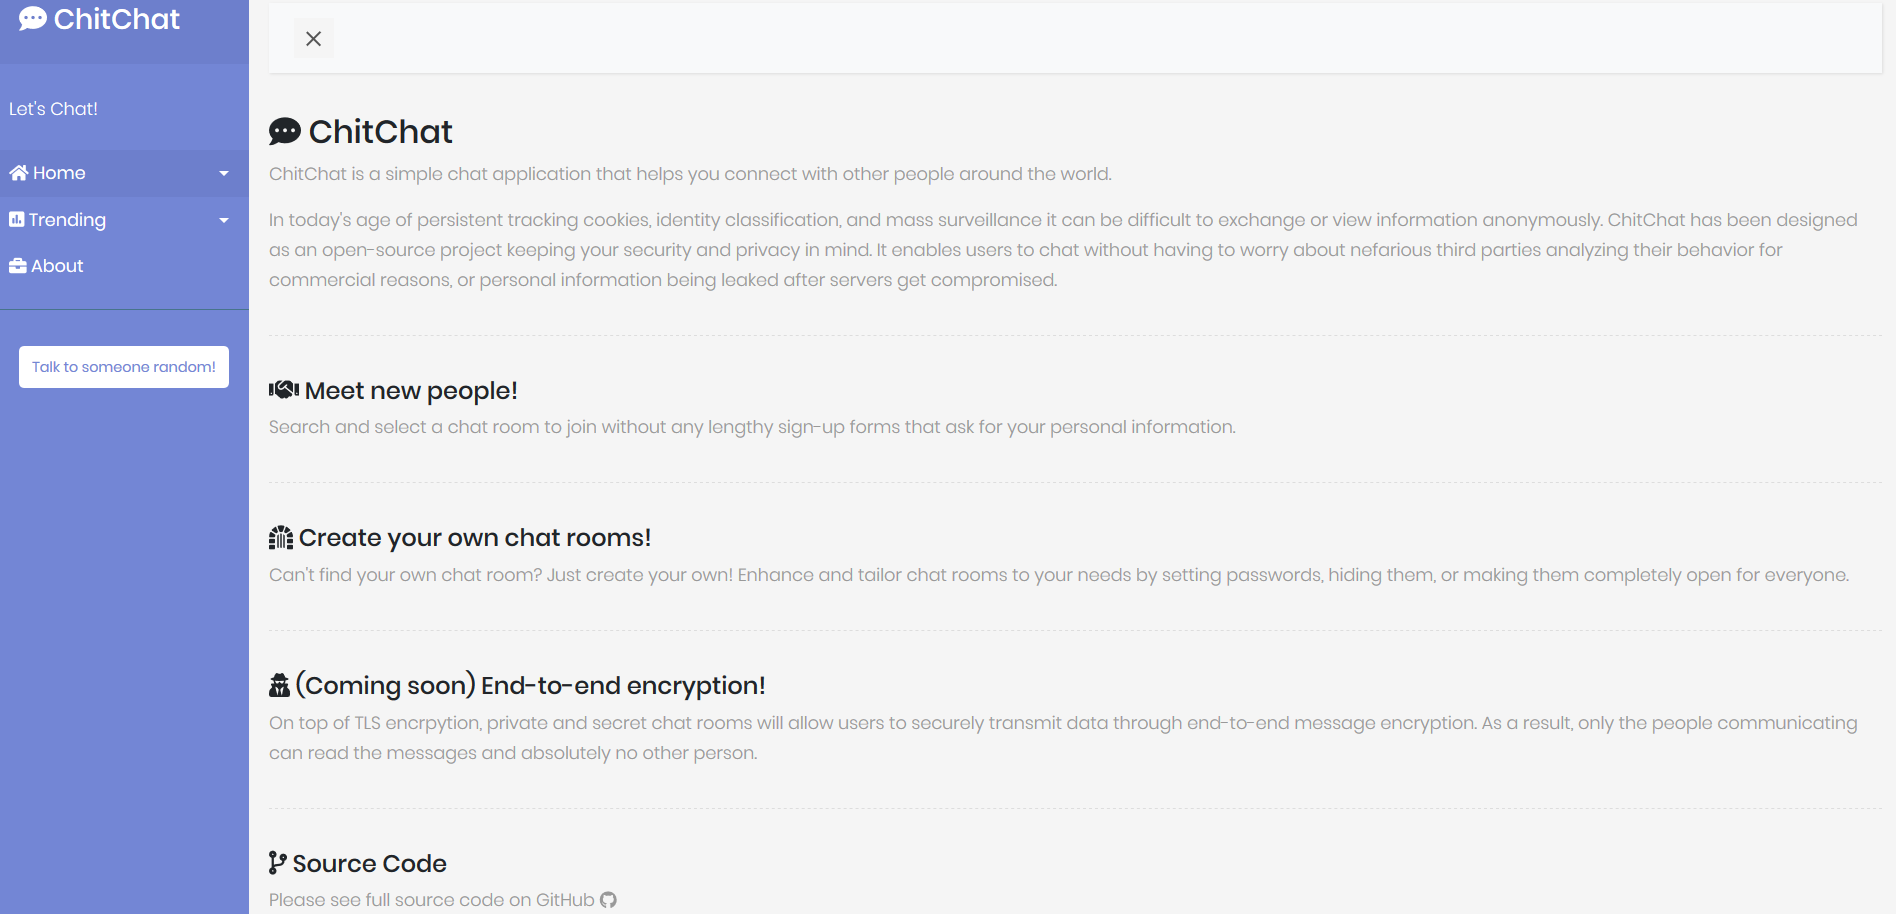 ChitChat
Let's Chat!
Home
Trending
About
Talk to someone random!
ChitChat
ChitChat is a simple chat application that helps you connect with other people around the world.
In today's age of persistent tracking cookies, identity classification, and mass surveillance it can be difficult to exchange or view information anonymously. ChitChat has been designed
as an open-source project keeping your security and privacy in mind. It enables users to chat without having to worry about nefarious third parties analyzing their behavior for
commercial reasons, or personal information being leaked after servers get compromised.
Meet new people!
Search and select a chat room to join without any lengthy sign-up forms that ask for your personal information.
Create your own chat rooms!
Can't find your own chat room? Just create your own! Enhance and tailor chat rooms to your needs by setting passwords, hiding them, or making them completely open for everyone.
(Coming soon) End-to-end encryption!
On top of TLS encrpytion, private and secret chat rooms will allow users to securely transmit data through end-to-end message encryption. As a result, only the people communicating
can read the messages and absolutely no other person.
Source Code
Please see full source code on GitHub